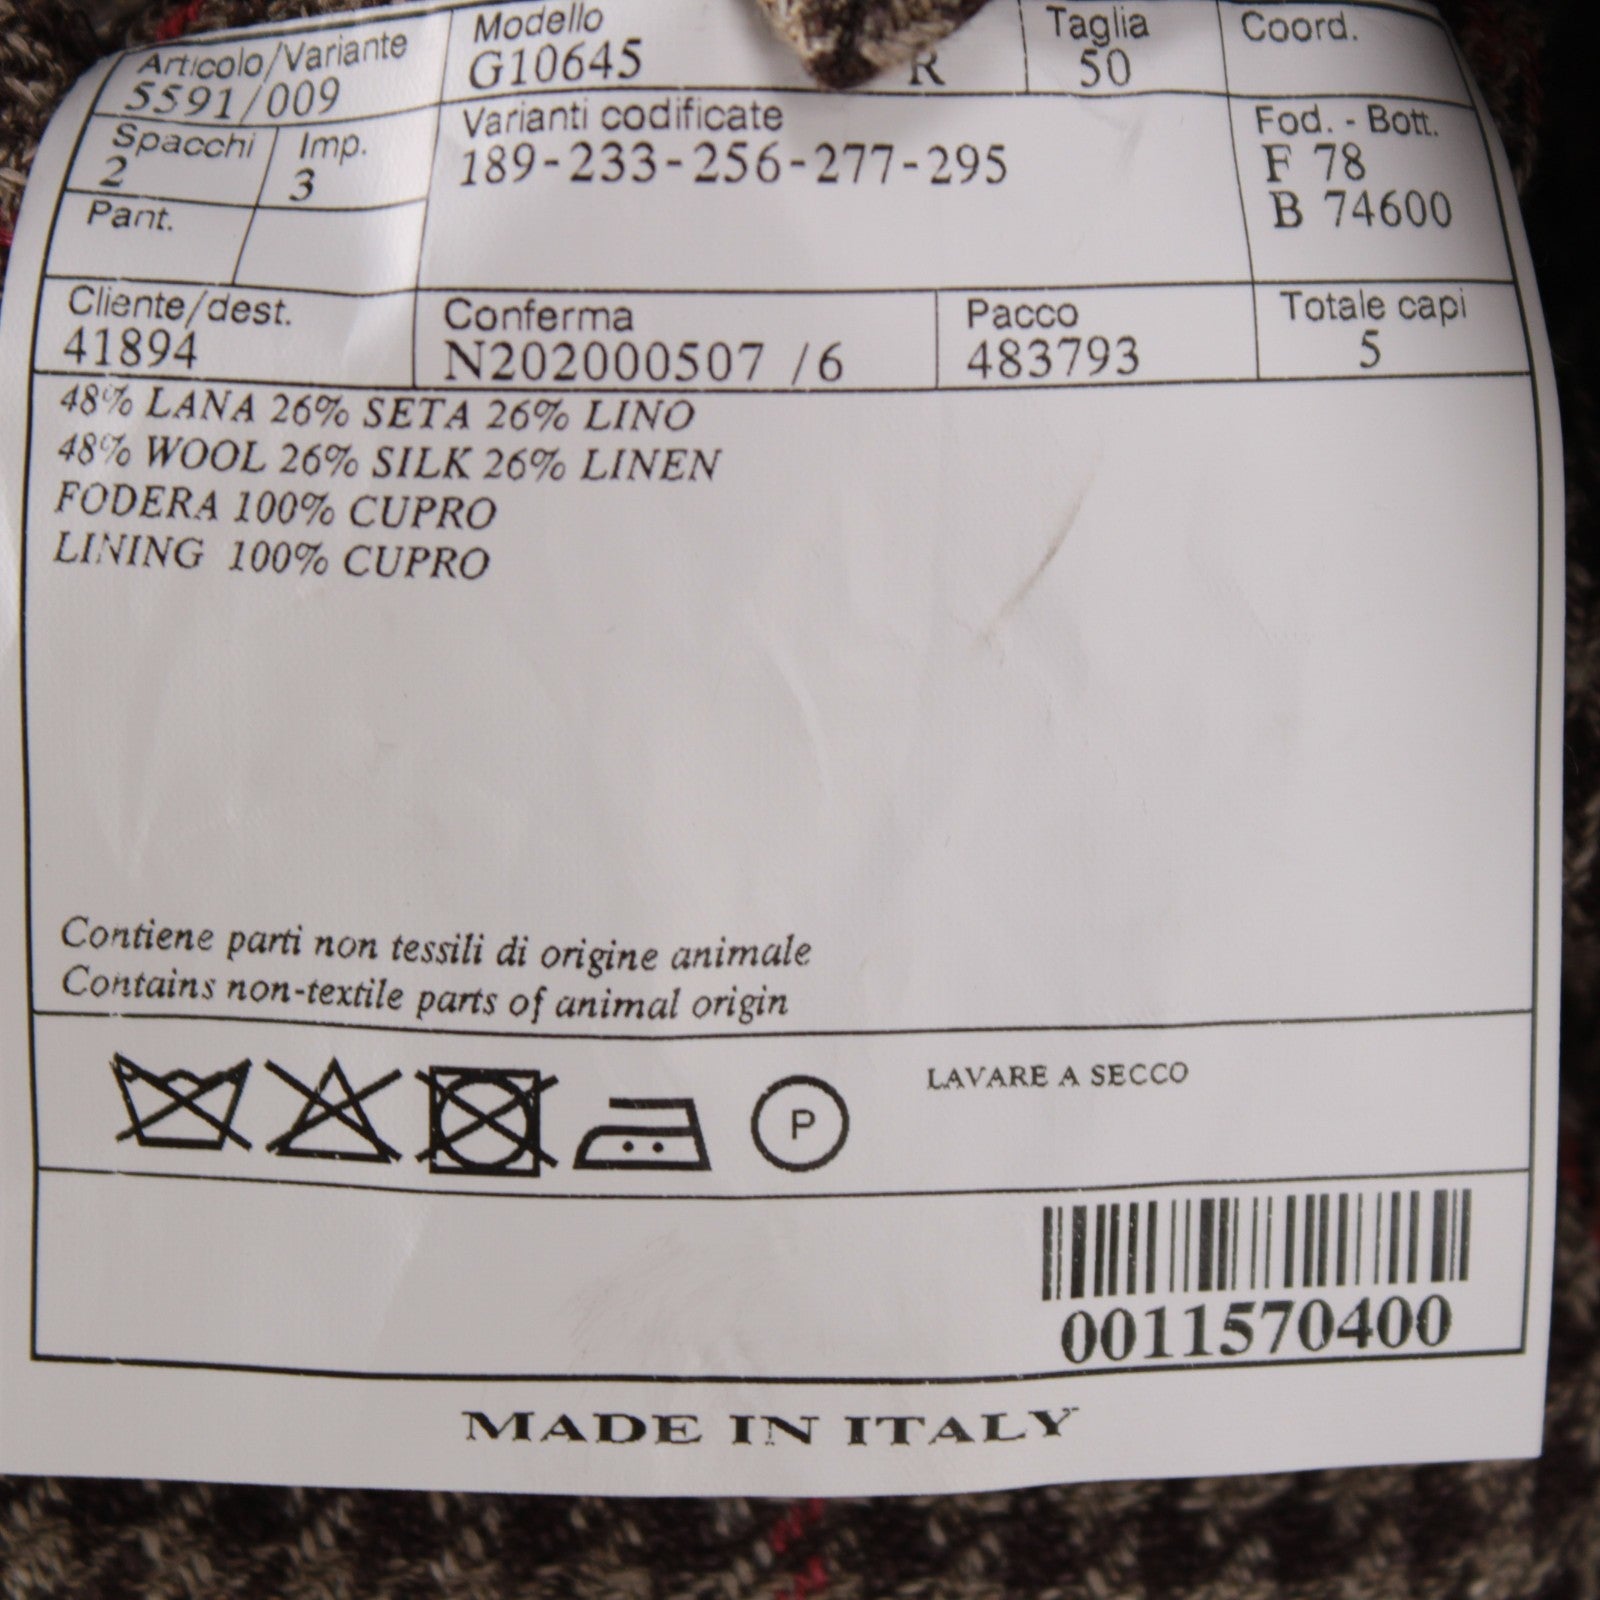 Articolo/Variante
5591/009
Modello
G10645 R
Taglia
50
Coord.
Spacchi
2
Imp.
3
Pant.
Varianti codificate
189-233-256-277-295
Fod. - Bott.
F 78
B 74600
Cliente/dest.
41894
Conferma
N202000507 /6
Pacco
483793
Totale capi
5
48% LANA 26% SETA 26% LINO
48% WOOL 26% SILK 26% LINEN
FODERA 100% CUPRO
LINING 100% CUPRO
Contiene parti non tessili di origine animale
Contains non-textile parts of animal origin
P
LAVARE A SECCO
0011570400
MADE IN ITALY